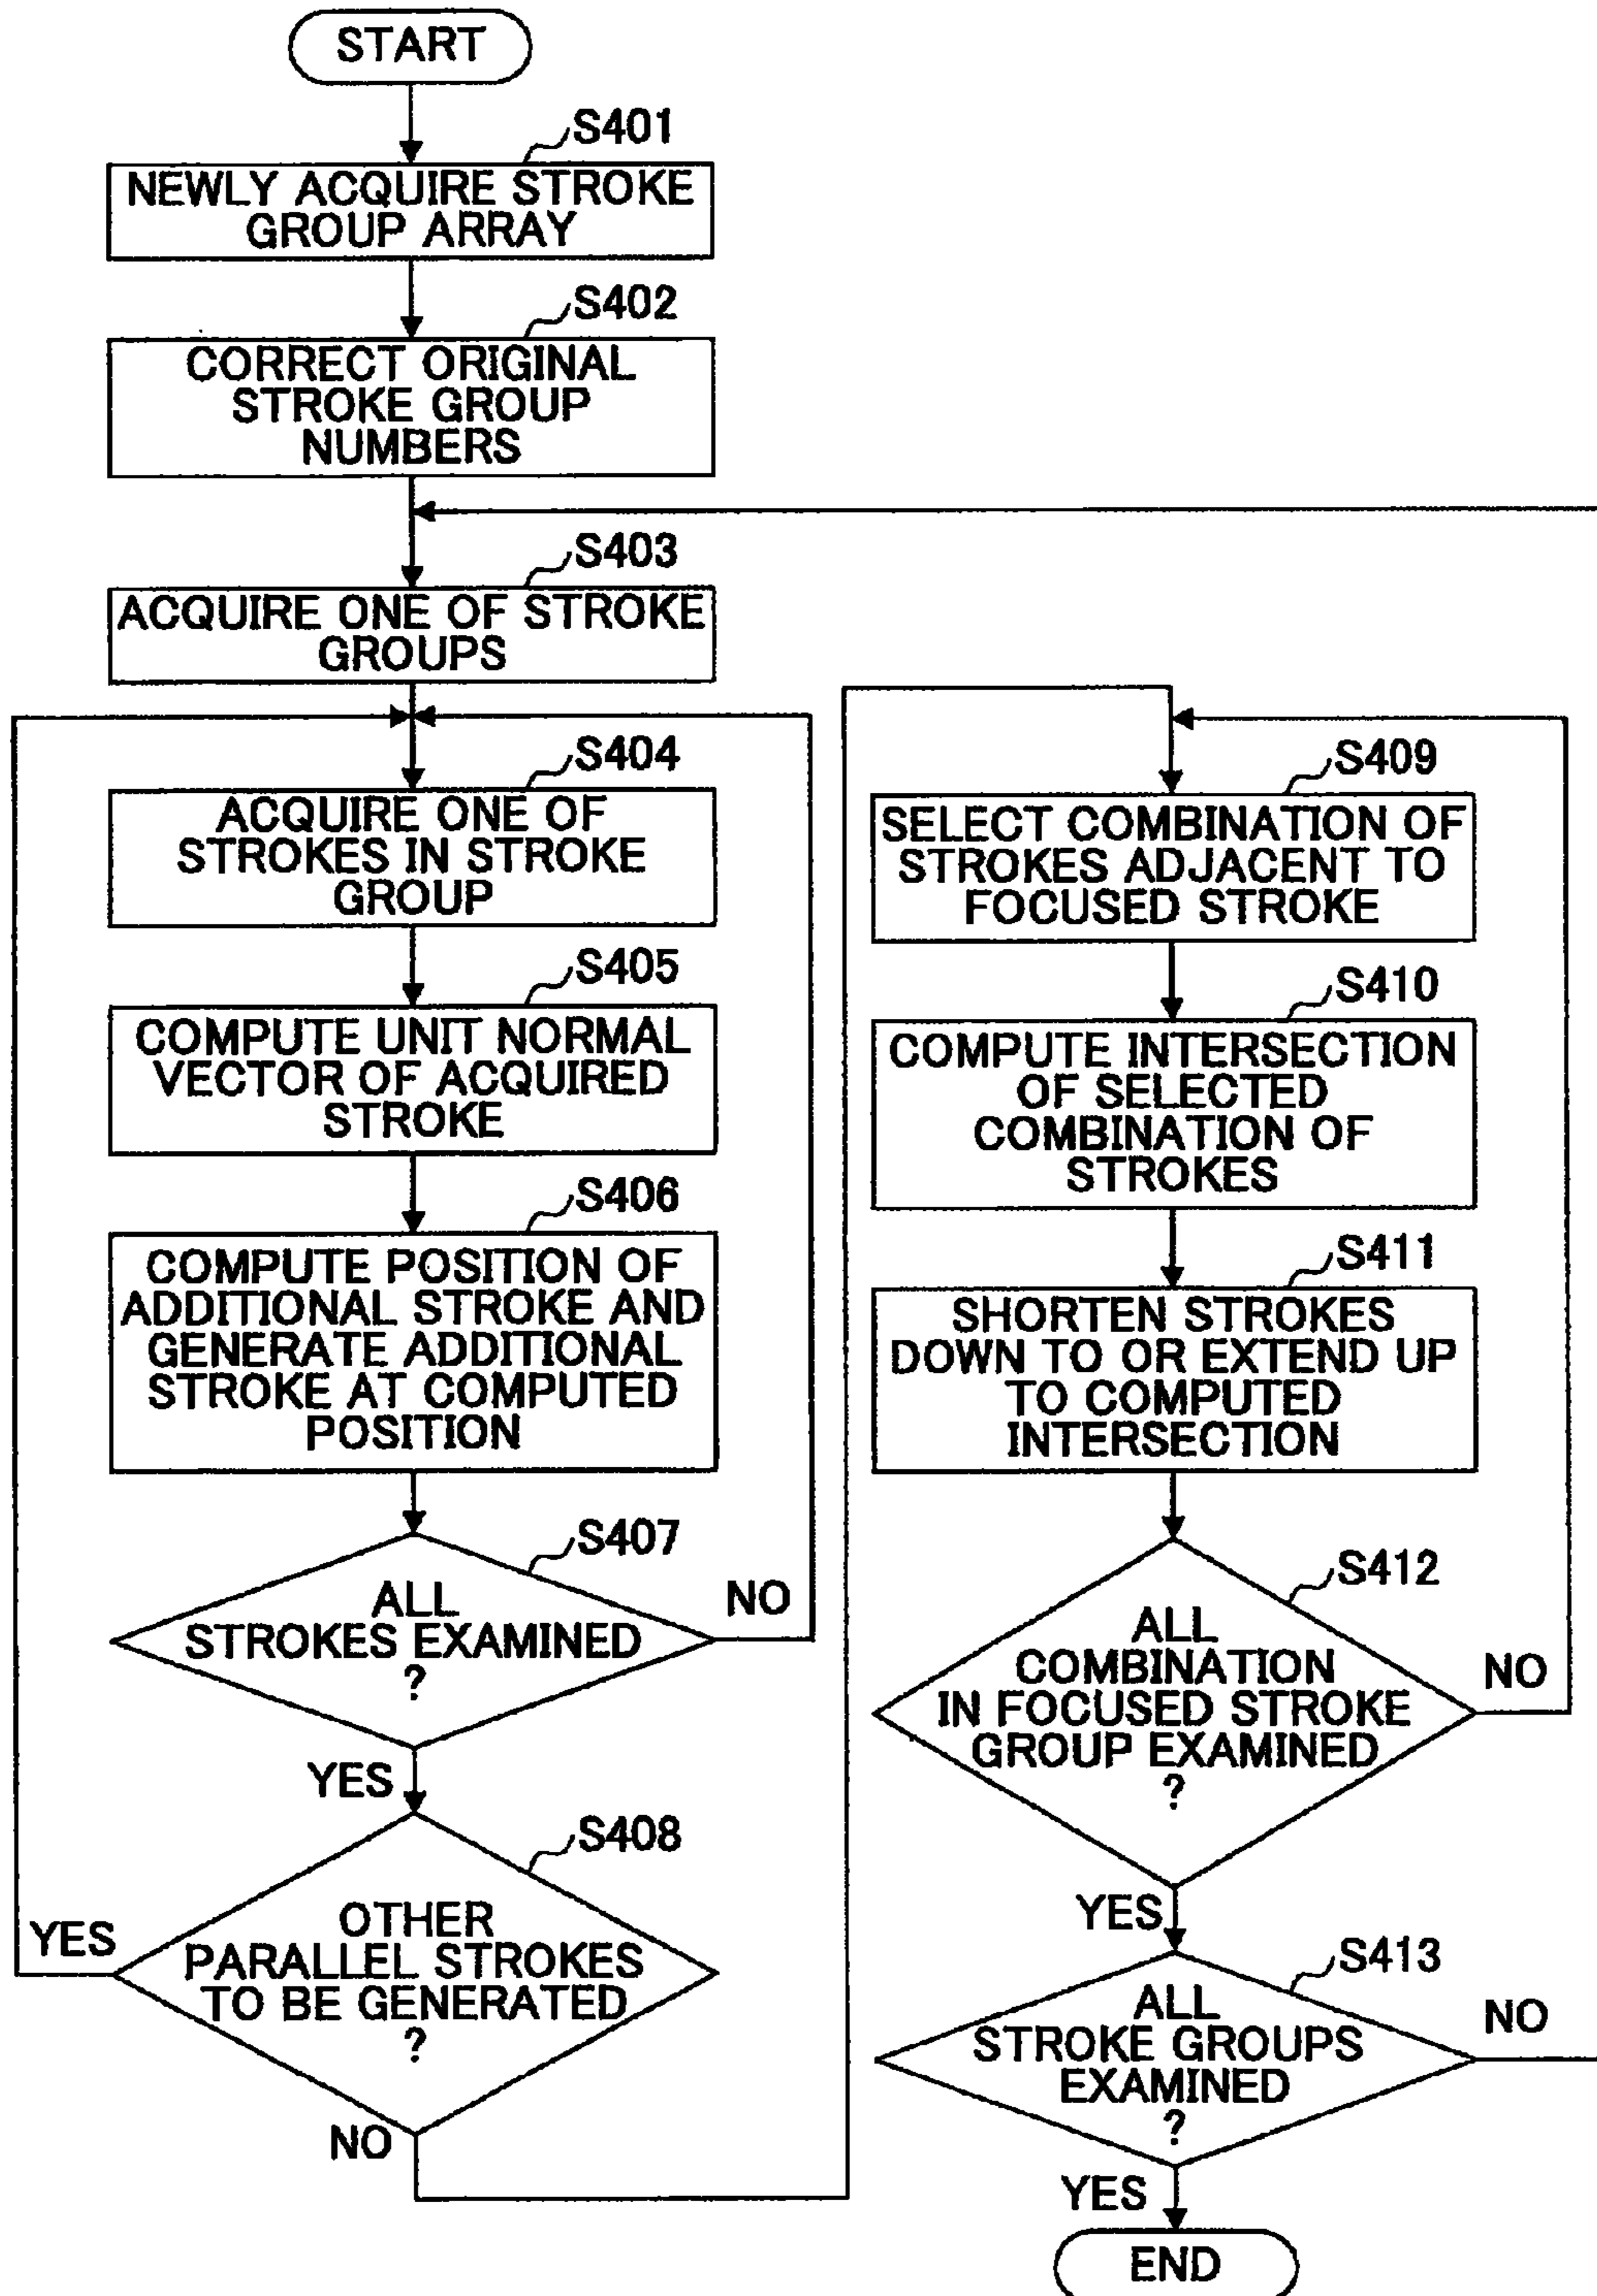 START
S401
NEWLY ACQUIRE STROKE
GROUP ARRAY
S402
CORRECT ORIGINAL
STROKE GROUP
NUMBERS
S403
ACQUIRE ONE OF STROKE
GROUPS
S404
ACQUIRE ONE OF
STROKES IN STROKE
GROUP
S405
COMPUTE UNIT NORMAL
VECTOR OF ACQUIRED
STROKE
S406
COMPUTE POSITION OF
ADDITIONAL STROKE AND
GENERATE ADDITIONAL
STROKE AT COMPUTED
POSITION
S407
ALL
STROKES EXAMINED
?
NO
YES
S408
OTHER
PARALLEL STROKES
TO BE GENERATED
?
YES
NO
S409
SELECT COMBINATION OF
STROKES ADJACENT TO
FOCUSED STROKE
S410
COMPUTE INTERSECTION
OF SELECTED
COMBINATION OF
STROKES
S411
SHORTEN STROKES
DOWN TO OR EXTEND UP
TO COMPUTED
INTERSECTION
S412
ALL
COMBINATION
IN FOCUSED STROKE
GROUP EXAMINED
?
NO
YES
S413
ALL
STROKE GROUPS
EXAMINED
?
NO
YES
END